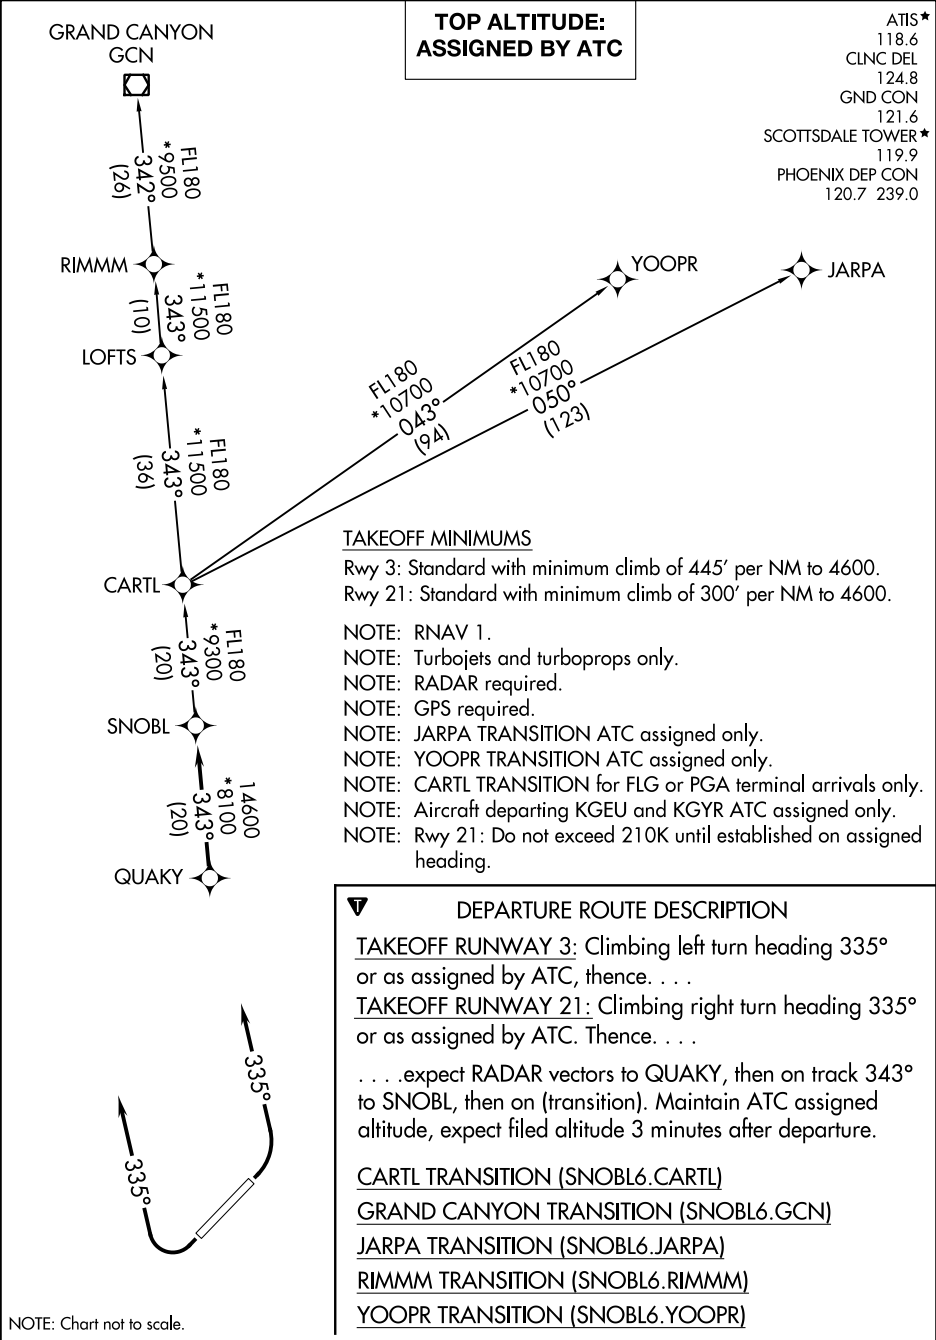 TOP ALTITUDE:
ASSIGNED BY ATC
ATIS★
118.6
CLNC DEL
124.8
GND CON
121.6
SCOTTSDALE TOWER★
119.9
PHOENIX DEP CON
120.7 239.0
GRAND CANYON
GCN
FL180
*9500
342°
(26)
RIMMM
FL180
*11500
343°
(10)
LOFTS
FL180
*11500
343°
(36)
YOOPR
JARPA
FL180
*10700
043°
(94)
FL180
*10700
050°
(123)
CARTL
FL180
*9300
343°
(20)
SNOBL
14600
*8100
343°
(20)
QUAKY
TAKEOFF MINIMUMS
Rwy 3: Standard with minimum climb of 445' per NM to 4600.
Rwy 21: Standard with minimum climb of 300' per NM to 4600.
NOTE: RNAV 1.
NOTE: Turbojets and turboprops only.
NOTE: RADAR required.
NOTE: GPS required.
NOTE: JARPA TRANSITION ATC assigned only.
NOTE: YOOPR TRANSITION ATC assigned only.
NOTE: CARTL TRANSITION for FLG or PGA terminal arrivals only.
NOTE: Aircraft departing KGEU and KGYR ATC assigned only.
NOTE: Rwy 21: Do not exceed 210K until established on assigned
heading.
T
DEPARTURE ROUTE DESCRIPTION
TAKEOFF RUNWAY 3: Climbing left turn heading 335°
or as assigned by ATC, thence. . . .
TAKEOFF RUNWAY 21: Climbing right turn heading 335°
or as assigned by ATC. Thence. . . .
. . . .expect RADAR vectors to QUAKY, then on track 343°
to SNOBL, then on (transition). Maintain ATC assigned
altitude, expect filed altitude 3 minutes after departure.
CARTL TRANSITION (SNOBL6.CARTL)
GRAND CANYON TRANSITION (SNOBL6.GCN)
JARPA TRANSITION (SNOBL6.JARPA)
RIMMM TRANSITION (SNOBL6.RIMMM)
YOOPR TRANSITION (SNOBL6.YOOPR)
335°
335°
NOTE: Chart not to scale.